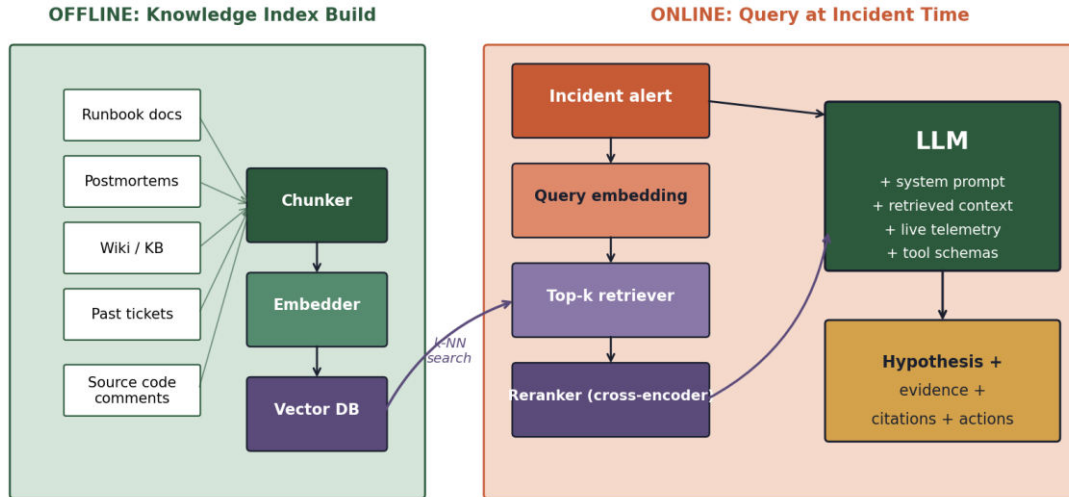 OFFLINE: Knowledge Index Build
Runbook docs
Postmortems
Wiki / KB
Past tickets
Source code
comments
Chunker
Embedder
Vector DB
k-NN
search
ONLINE: Query at Incident Time
Incident alert
Query embedding
Top-k retriever
Reranker (cross-encoder)
LLM
+ system prompt
+ retrieved context
+ live telemetry
+ tool schemas
Hypothesis +
evidence +
citations + actions